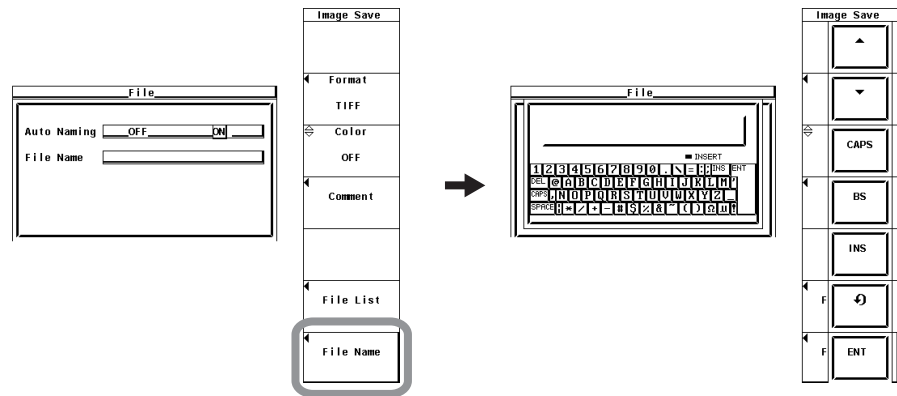 Image Save
Format
TIFF
Color
OFF
Comment
File List
File Name
File
Auto Naming OFF ON
File Name
File
INSERT
1 2 3 4 5 6 7 8 9 0 . \ = : ; INS ENT
DEL @ A B C D E F G H I J K L M '
CAPS , N O P Q R S T U V W X Y Z _
SPACE * / + - # $ % & ~ ( ) Ω µ
Image Save
CAPS
BS
INS
F
F ENT